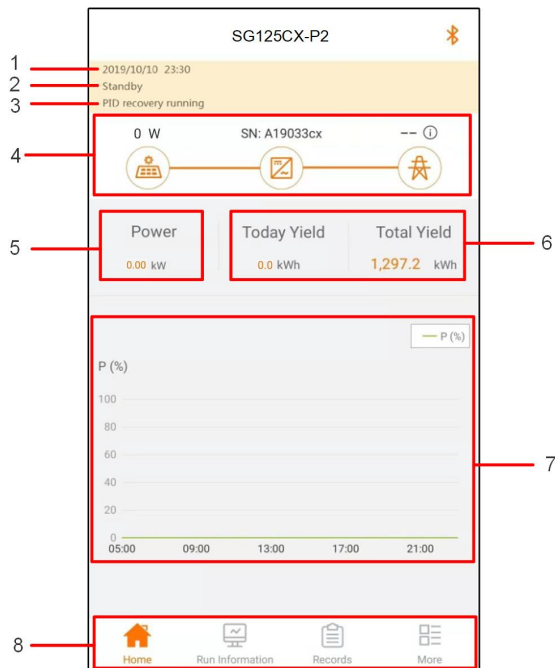 SG125CX-P2
1
2019/10/10 23:30
2
Standby
3
PID recovery running
4
0 W SN: A19033cx --
5
Power Today Yield Total Yield
6
0.00 kW 0.0 kWh 1,297.2 kWh
P (%)
P (%)
100
80
60
7
40
20
0
05:00 09:00 13:00 17:00 21:00
8
Home Run Information Records More